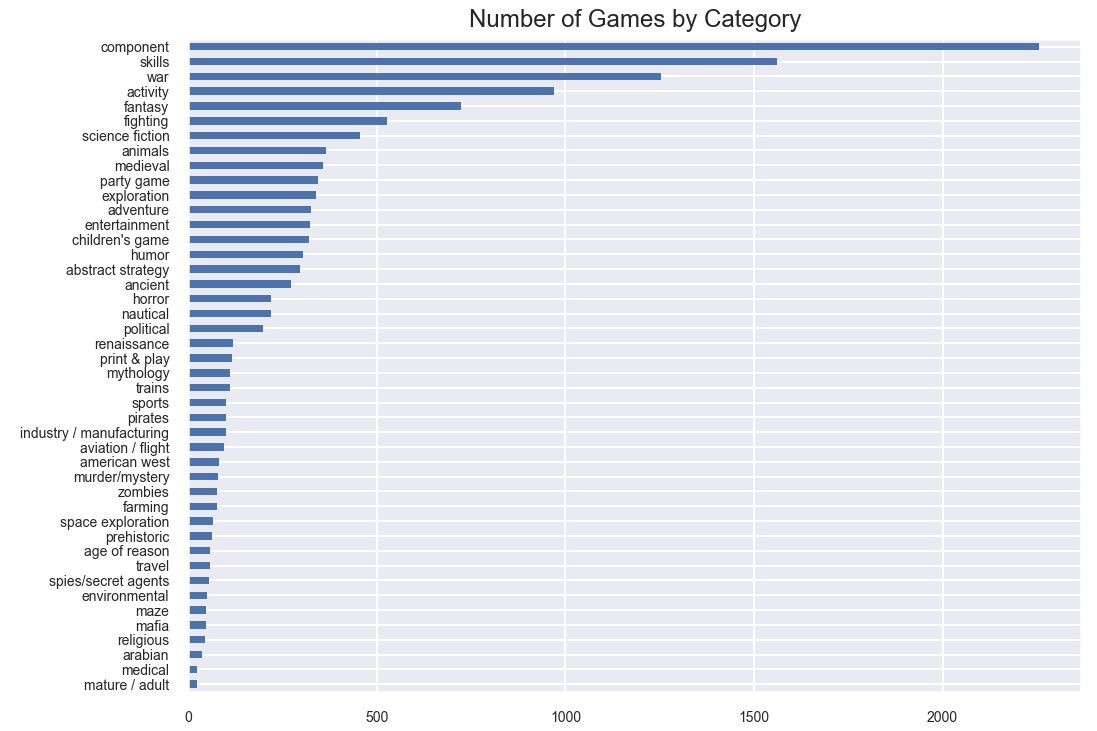 Number of Games by Category
component
skills
war
activity
fantasy
fighting
science fiction
animals
medieval
party game
exploration
adventure
entertainment
children's game
humor
abstract strategy
ancient
horror
nautical
political
renaissance
print & play
mythology
trains
sports
pirates
industry / manufacturing
aviation / flight
american west
murder/mystery
zombies
farming
space exploration
prehistoric
age of reason
travel
spies/secret agents
environmental
maze
mafia
religious
arabian
medical
mature / adult
0 500 1000 1500 2000